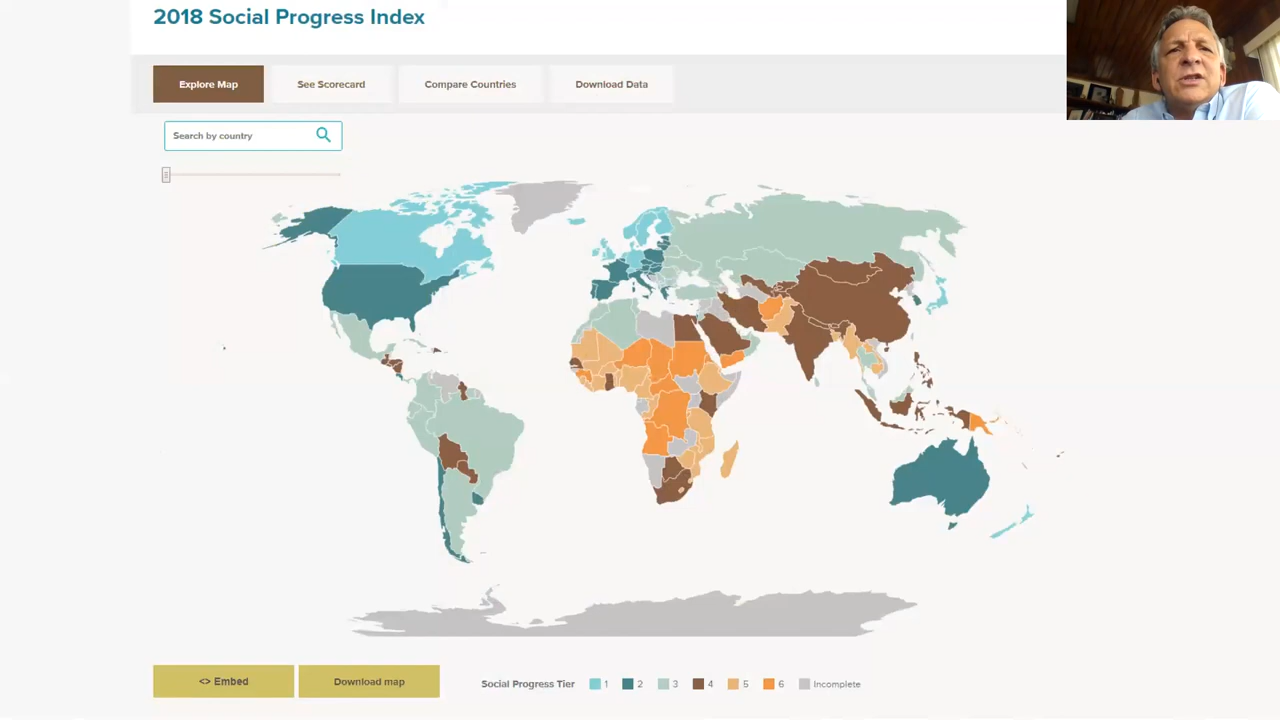 2018 Social Progress Index
Explore Map
See Scorecard
Compare Countries
Download Data
Search by country
<> Embed
Download map
Social Progress Tier
1
2
3
4
5
6
Incomplete